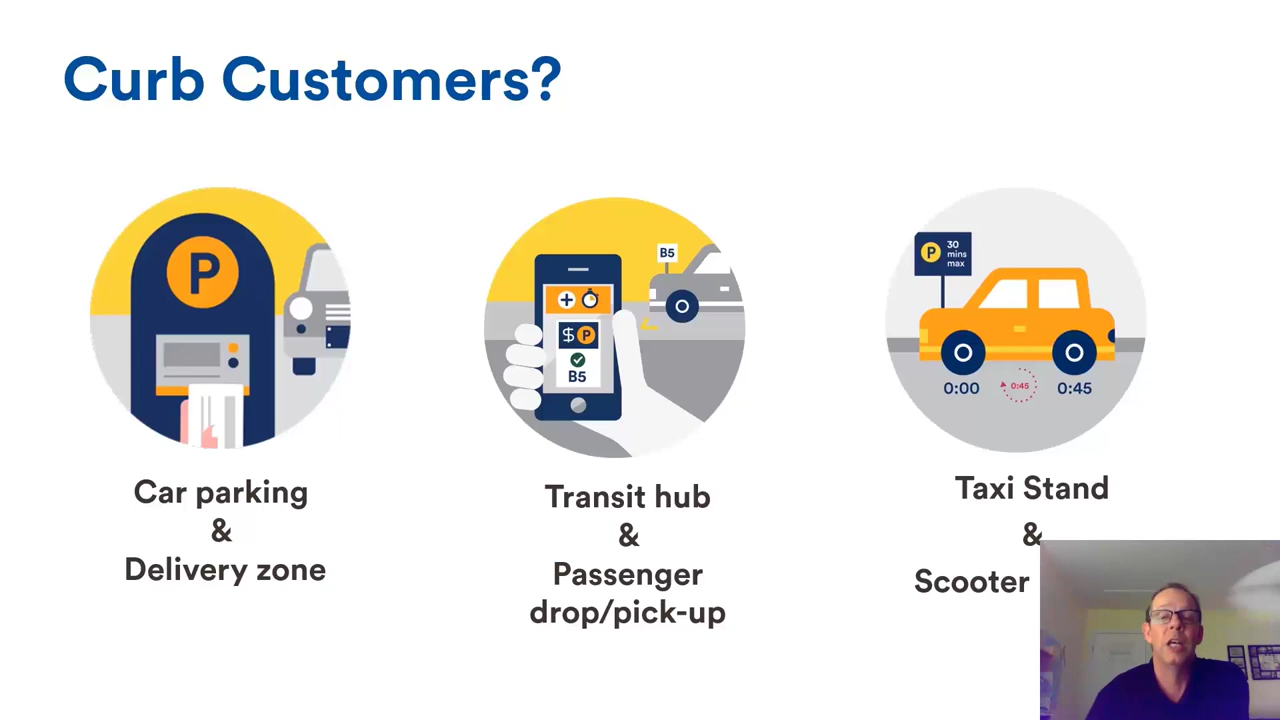 Curb Customers?
P
B5
$ P
B5
P 30
mins
max
0:00
0:45
0:45
Car parking
&
Delivery zone
Transit hub
&
Passenger
drop/pick-up
Taxi Stand
&
Scooter